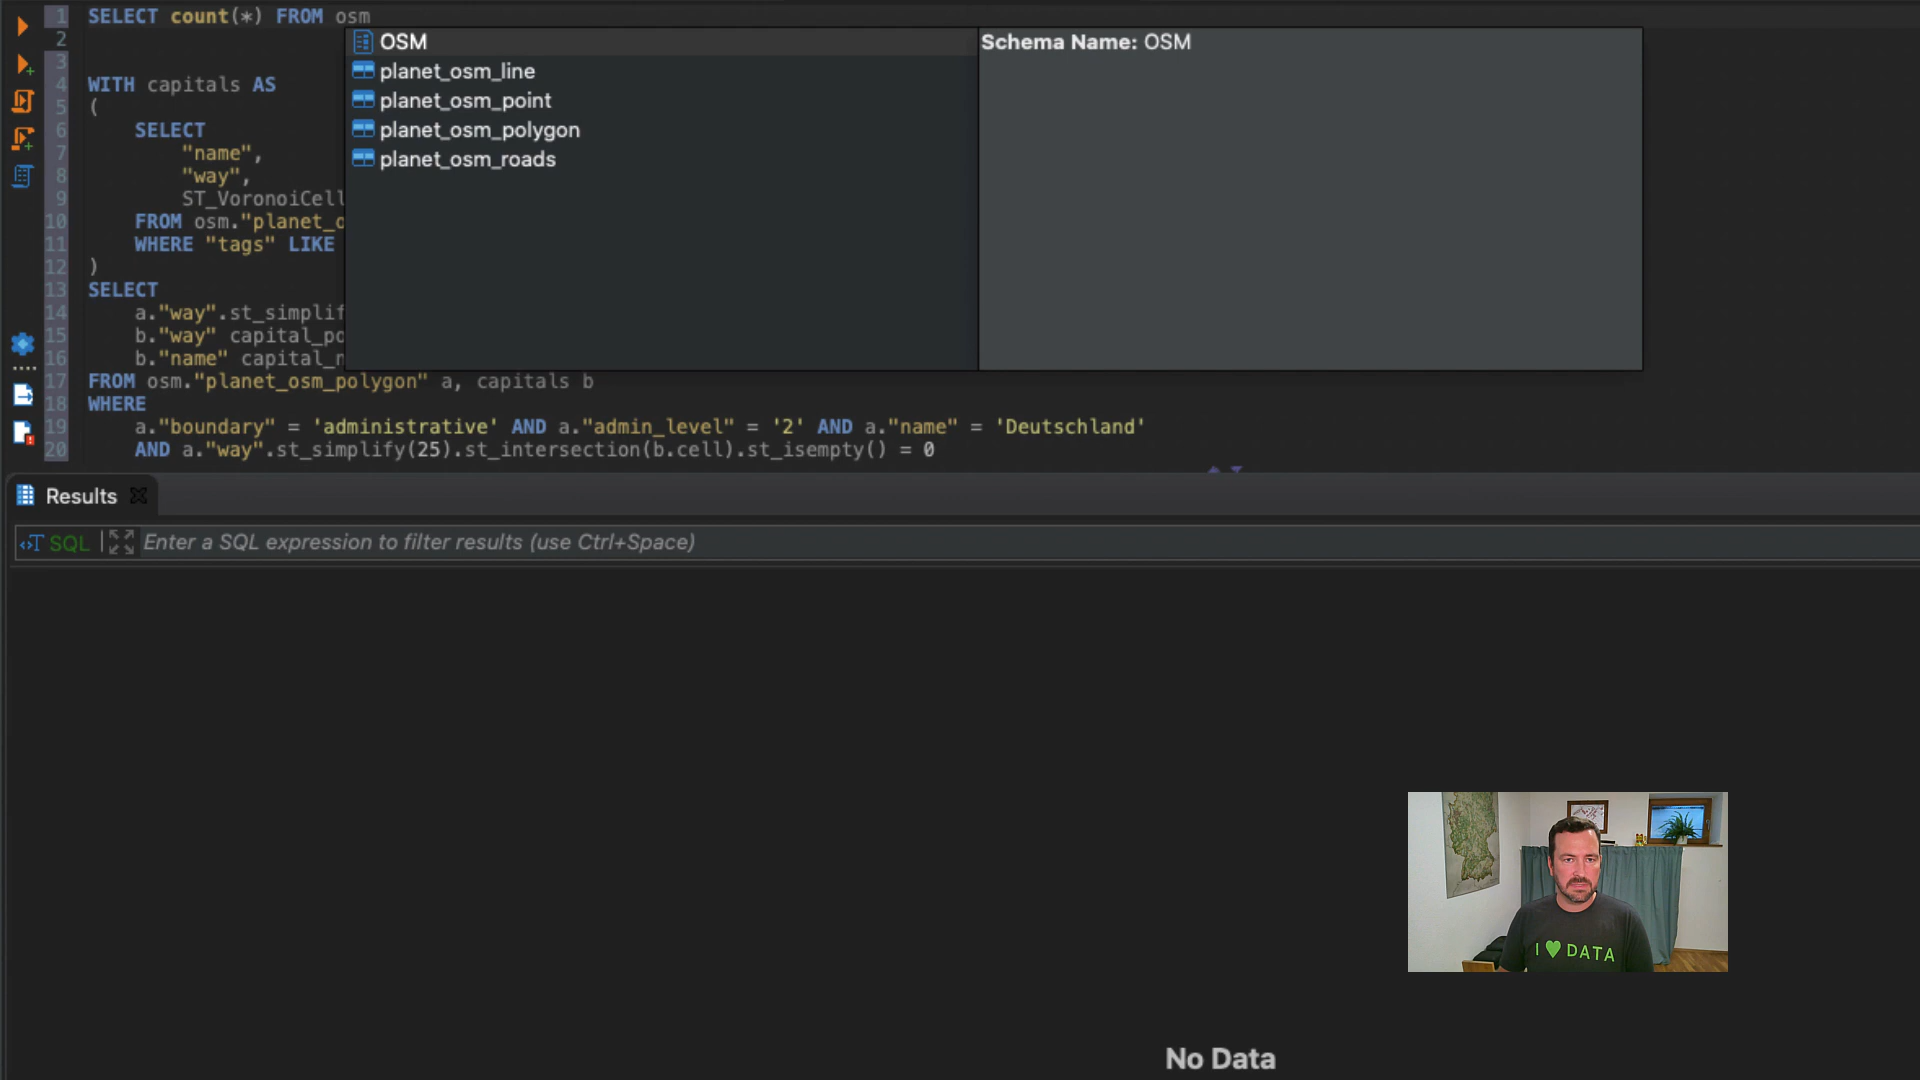 1 SELECT count(*) FROM osm
2
3
4 WITH capitals AS
5 (
6 SELECT
7 "name",
8 "way",
9 ST_VoronoiCell
10 FROM osm."planet_o
11 WHERE "tags" LIKE
12 )
13 SELECT
14 a."way".st_simplif
15 b."way" capital_po
16 b."name" capital_n
17 FROM osm."planet_osm_polygon" a, capitals b
18 WHERE
19 a."boundary" = 'administrative' AND a."admin_level" = '2' AND a."name" = 'Deutschland'
20 AND a."way".st_simplify(25).st_intersection(b.cell).st_isempty() = 0
OSM
planet_osm_line
planet_osm_point
planet_osm_polygon
planet_osm_roads
Schema Name: OSM
Results
SQL Enter a SQL expression to filter results (use Ctrl+Space)
I ♥ DATA
No Data